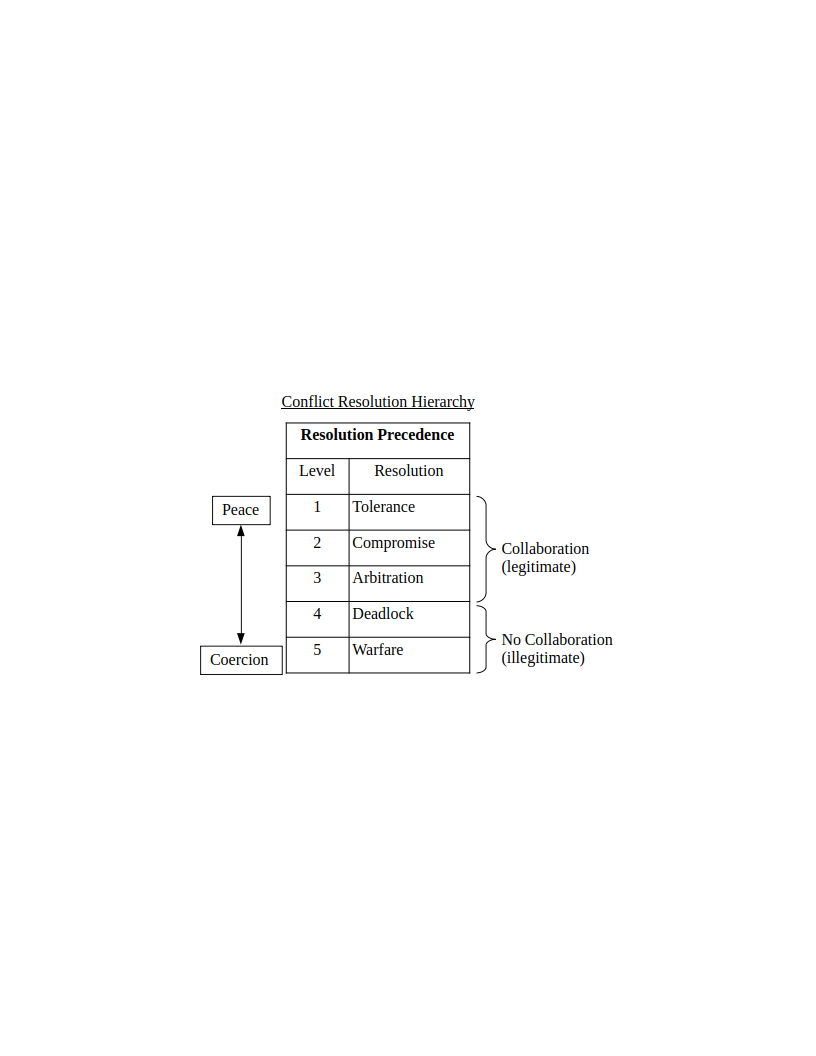 Conflict Resolution Hierarchy
Resolution Precedence
Level Resolution
1 Tolerance
2 Compromise
3 Arbitration
4 Deadlock
5 Warfare
Peace
Coercion
Collaboration
(legitimate)
No Collaboration
(illegitimate)